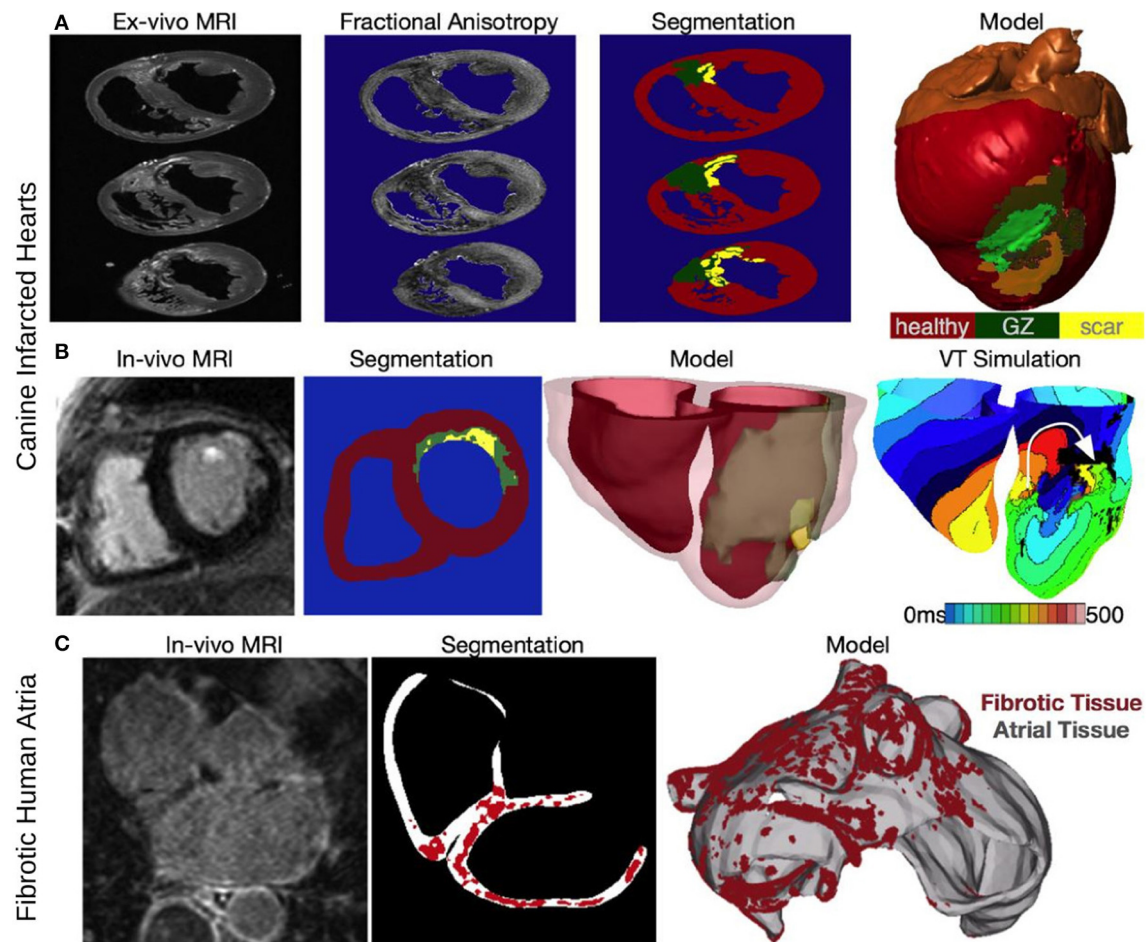 A
Ex-vivo MRI
Fractional Anisotropy
Segmentation
Model
healthy
GZ
scar
Canine Infarcted Hearts
B
In-vivo MRI
Segmentation
Model
VT Simulation
0ms
500
C
In-vivo MRI
Segmentation
Model
Fibrotic Tissue
Atrial Tissue
Fibrotic Human Atria